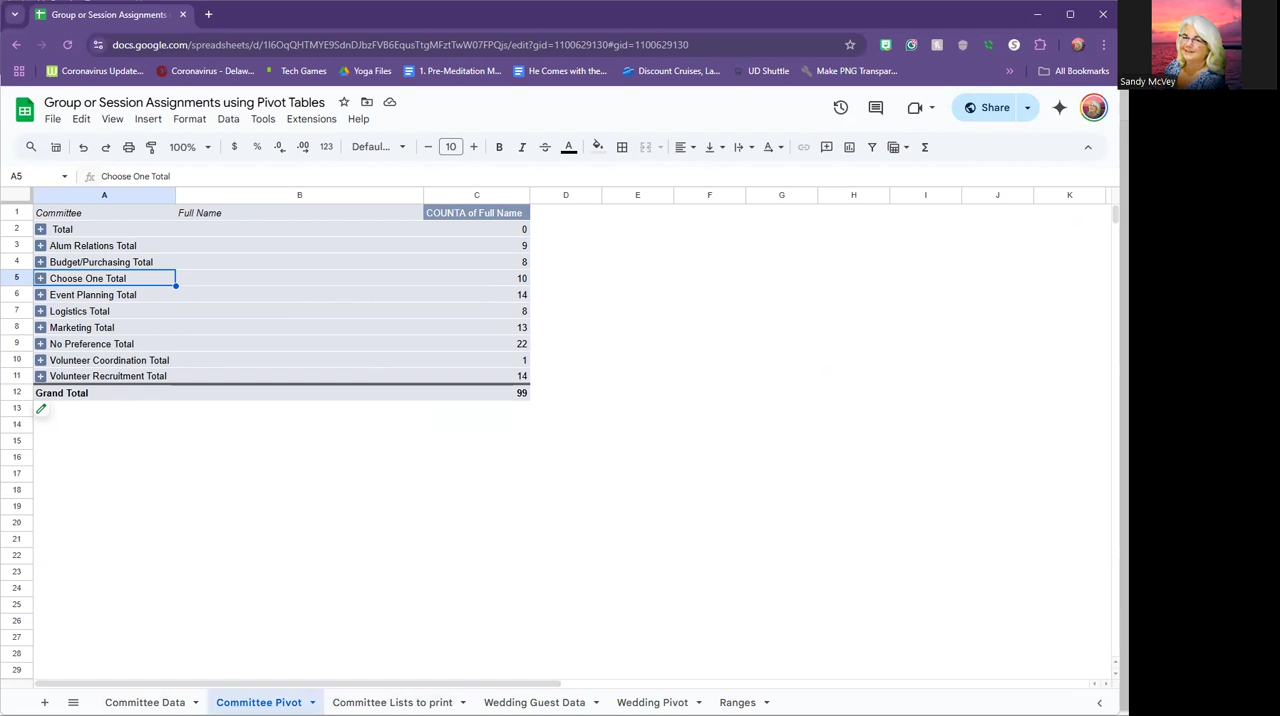 Group or Session Assignments
docs.google.com/spreadsheets/d/1I6OqQHTMYE9SdnDJbzFVB6EqusTtgMFztTwW07FPQjs/edit?gid=1100629130#gid=1100629130
Coronavirus Update...
Coronavirus - Delaw...
Tech Games
Yoga Files
1. Pre-Meditation M...
He Comes with the...
Discount Cruises, La...
UD Shuttle
Make PNG Transpar...
All Bookmarks
Sandy McVey
Group or Session Assignments using Pivot Tables
File Edit View Insert Format Data Tools Extensions Help
Share
100% $ % .0 .00 123 Defaul... 10 B I A
A5 fx Choose One Total
A B C D E F G H I J K
1 Committee Full Name COUNTA of Full Name
2 Total 0
3 Alum Relations Total 9
4 Budget/Purchasing Total 8
5 Choose One Total 10
6 Event Planning Total 14
7 Logistics Total 8
8 Marketing Total 13
9 No Preference Total 22
10 Volunteer Coordination Total 1
11 Volunteer Recruitment Total 14
12 Grand Total 99
13
14
15
16
17
18
19
20
21
22
23
24
25
26
27
28
29
Committee Data Committee Pivot Committee Lists to print Wedding Guest Data Wedding Pivot Ranges